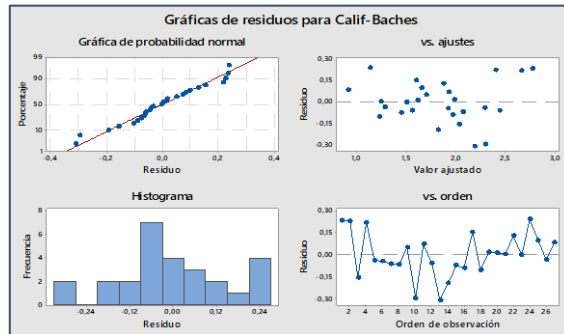 Gráficas de residuos para Calif-Baches
Gráfica de probabilidad normal
vs. ajustes
Porcentaje
99
90
50
10
1
-0,4 -0,2 0,0 0,2 0,4
Residuo
Residuo
0,30
0,15
0,00
-0,15
-0,30
1,0 1,5 2,0 2,5
Valor ajustado
Histograma
vs. orden
Frecuencia
8
6
4
2
0
-0,24 -0,12 -0,00 0,12 0,24
Residuo
Residuo
0,30
0,15
0,00
-0,15
-0,30
2 4 6 8 10 12 14 16 18 20 22 24 26
Orden de observación